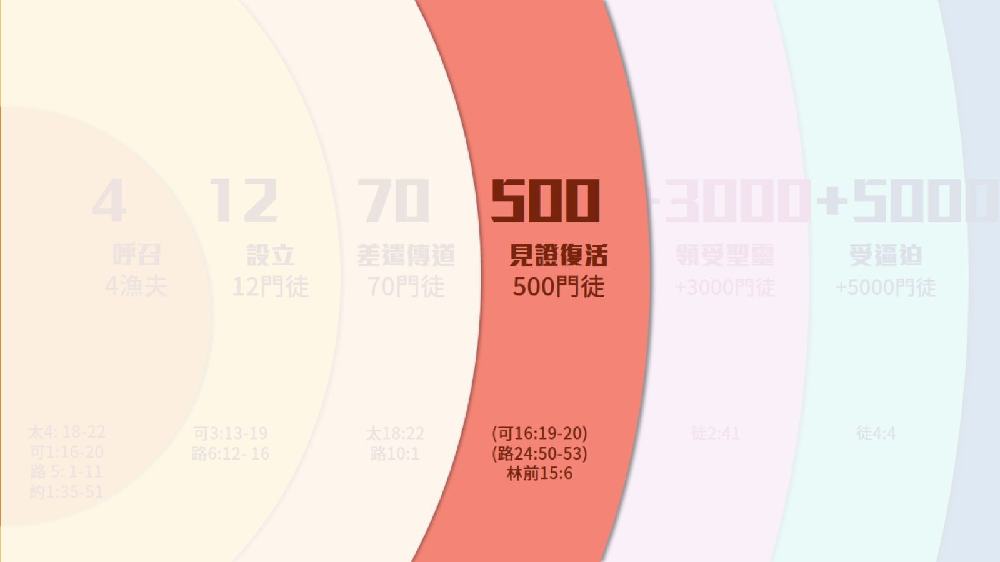 4
呼召
4漁夫
太4: 18-22
可1:16-20
路 5: 1-11
約1:35-51
12
設立
12門徒
可3:13-19
路6:12- 16
70
差遣傳道
70門徒
太18:22
路10:1
500
見證復活
500門徒
(可16:19-20)
(路24:50-53)
林前15:6
+3000
領受聖靈
+3000門徒
徒2:41
+5000
受逼迫
+5000門徒
徒4:4